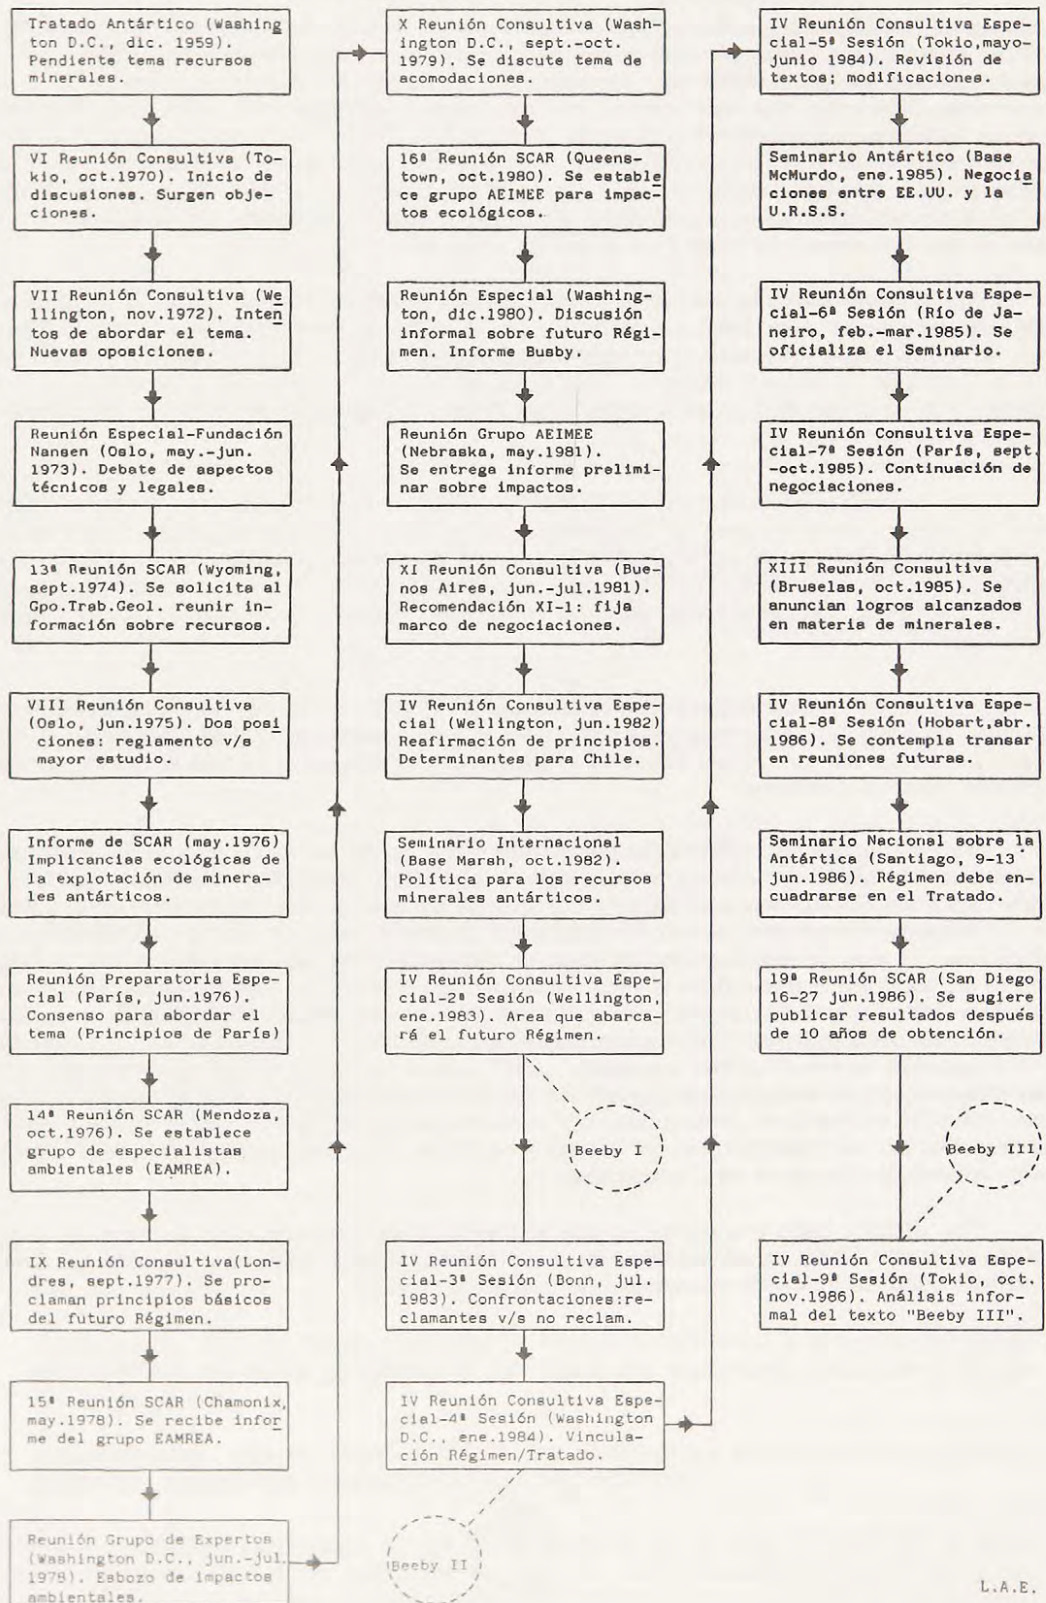 Tratado Antártico (Washing
ton D.C., dic. 1959).
Pendiente tema recursos
minerales.
VI Reunión Consultiva (To-
kio, oct.1970). Inicio de
discusiones. Surgen obje-
ciones.
VII Reunión Consultiva (We
llington, nov.1972). Inten
tos de abordar el tema.
Nuevas oposiciones.
Reunión Especial-Fundación
Nansen (Oslo, may.-jun.
1973). Debate de aspectos
técnicos y legales.
13ª Reunión SCAR (Wyoming,
sept.1974). Se solicita al
Gpo.Trab.Geol. reunir in-
formación sobre recursos.
VIII Reunión Consultiva
(Oslo, jun.1975). Dos posi
ciones: reglamento v/s
mayor estudio.
Informe de SCAR (may.1976)
Implicancias ecológicas de
la explotación de minera-
les antárticos.
Reunión Preparatoria Espe-
cial (París, jun.1976).
Consenso para abordar el
tema (Principios de París)
14ª Reunión SCAR (Mendoza,
oct.1976). Se establece
grupo de especialistas
ambientales (EAMREA).
IX Reunión Consultiva(Lon-
dres, sept.1977). Se pro-
claman principios básicos
del futuro Régimen.
15ª Reunión SCAR (Chamonix,
may.1978). Se recibe infor
me del grupo EAMREA.
Reunión Grupo de Expertos
(Washington D.C., jun.-jul.
1978). Esbozo de impactos
ambientales.
X Reunión Consultiva (Wash-
ington D.C., sept.-oct.
1979). Se discute tema de
acomodaciones.
16ª Reunión SCAR (Queens-
town, oct.1980). Se estable
ce grupo AEIMEE para impac-
tos ecológicos.
Reunión Especial (Washing-
ton, dic.1980). Discusión
informal sobre futuro Régi-
men. Informe Busby.
Reunión Grupo AEIMEE
(Nebraska, may.1981).
Se entrega informe prelimi-
nar sobre impactos.
XI Reunión Consultiva (Bue-
nos Aires, jun.-jul.1981).
Recomendación XI-1: fija
marco de negociaciones.
IV Reunión Consultiva Es-
pecial (Wellington, jun.1982)
Reafirmación de principios.
Determinantes para Chile.
Seminario Internacional
(Base Marsh, oct.1982).
Política para los recursos
minerales antárticos.
IV Reunión Consultiva Espe-
cial-2ª Sesión (Wellington,
ene.1983). Area que abarca-
rá el futuro Régimen.
Beeby I
IV Reunión Consultiva Espe-
cial-3ª Sesión (Bonn, jul.
1983). Confrontaciones:re-
clamantes v/s no reclam.
IV Reunión Consultiva Espe-
cial-4ª Sesión (Washington
D.C., ene.1984). Vincula-
ción Régimen/Tratado.
Beeby II
IV Reunión Consultiva Espe-
cial-5ª Sesión (Tokio,mayo-
junio 1984). Revisión de
textos; modificaciones.
Seminario Antártico (Base
McMurdo, ene.1985). Negocia
ciones entre EE.UU. y la
U.R.S.S.
IV Reunión Consultiva Espe-
cial-6ª Sesión (Río de Ja-
neiro, feb.-mar.1985). Se
oficializa el Seminario.
IV Reunión Consultiva Espe-
cial-7ª Sesión (París, sept.
-oct.1985). Continuación de
negociaciones.
XIII Reunión Consultiva
(Bruselas, oct.1985). Se
anuncian logros alcanzados
en materia de minerales.
IV Reunión Consultiva Espe-
cial-8ª Sesión (Hobart,abr.
1986). Se contempla transar
en reuniones futuras.
Seminario Nacional sobre la
Antártica (Santiago, 9-13
jun.1986). Régimen debe en-
cuadrarse en el Tratado.
19ª Reunión SCAR (San Diego
16-27 jun.1986). Se sugiere
publicar resultados después
de 10 años de obtención.
Beeby III
IV Reunión Consultiva Espe-
cial-9ª Sesión (Tokio, oct.
nov.1986). Análisis infor-
mal del texto "Beeby III".
L.A.E.